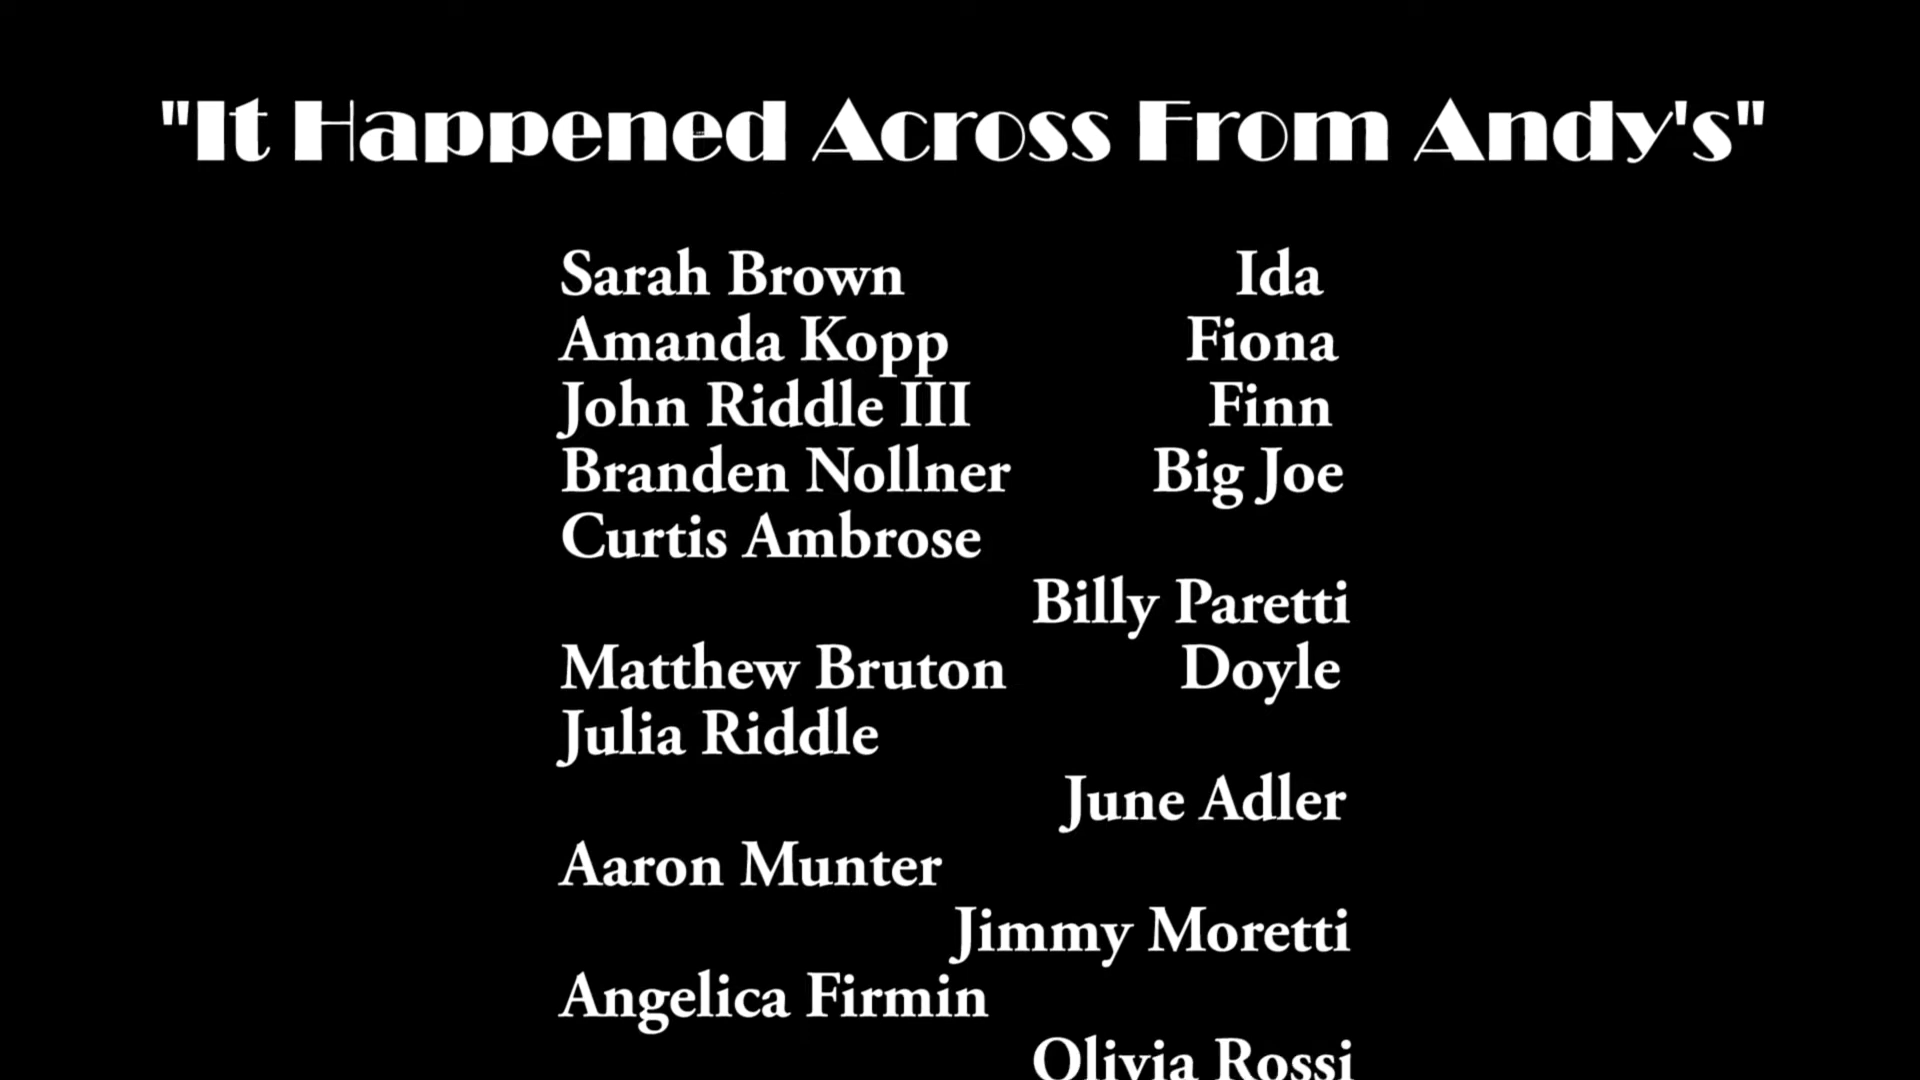 "It Happened Across From Andy's"
Sarah Brown Ida
Amanda Kopp Fiona
John Riddle III Finn
Branden Nollner Big Joe
Curtis Ambrose
Billy Paretti
Matthew Bruton Doyle
Julia Riddle
June Adler
Aaron Munter
Jimmy Moretti
Angelica Firmin
Olivia Rossi